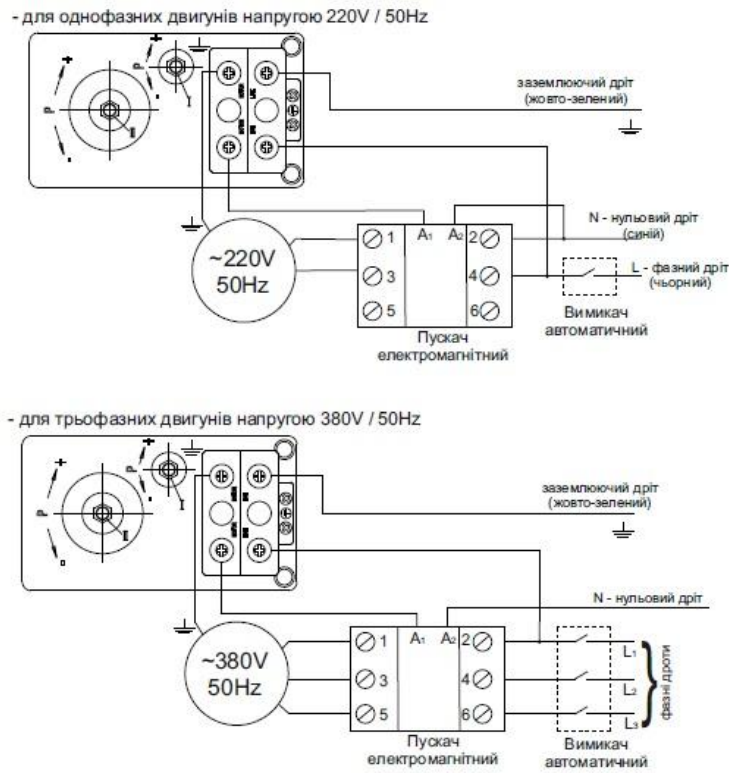 - для однофазних двигунів напругою 220V / 50Hz
+
+
P
P
-
-
I
II
заземлюючий дріт
(жовто-зелений)
N - нульовий дріт
(синій)
1
A1
A2
2
~220V
50Hz
3
4
L - фазний дріт
(чьорний)
5
6
Вимикач
автоматичний
Пускач
електромагнітний
- для трьофазних двигунів напругою 380V / 50Hz
+
+
P
P
-
I
II
заземлюючий дріт
(жовто-зелений)
N - нульовий дріт
1
A1
A2
2
L1
~380V
50Hz
3
4
L2
фазні дроти
5
6
L3
Пускач
електромагнітний
Вимикач
автоматичний